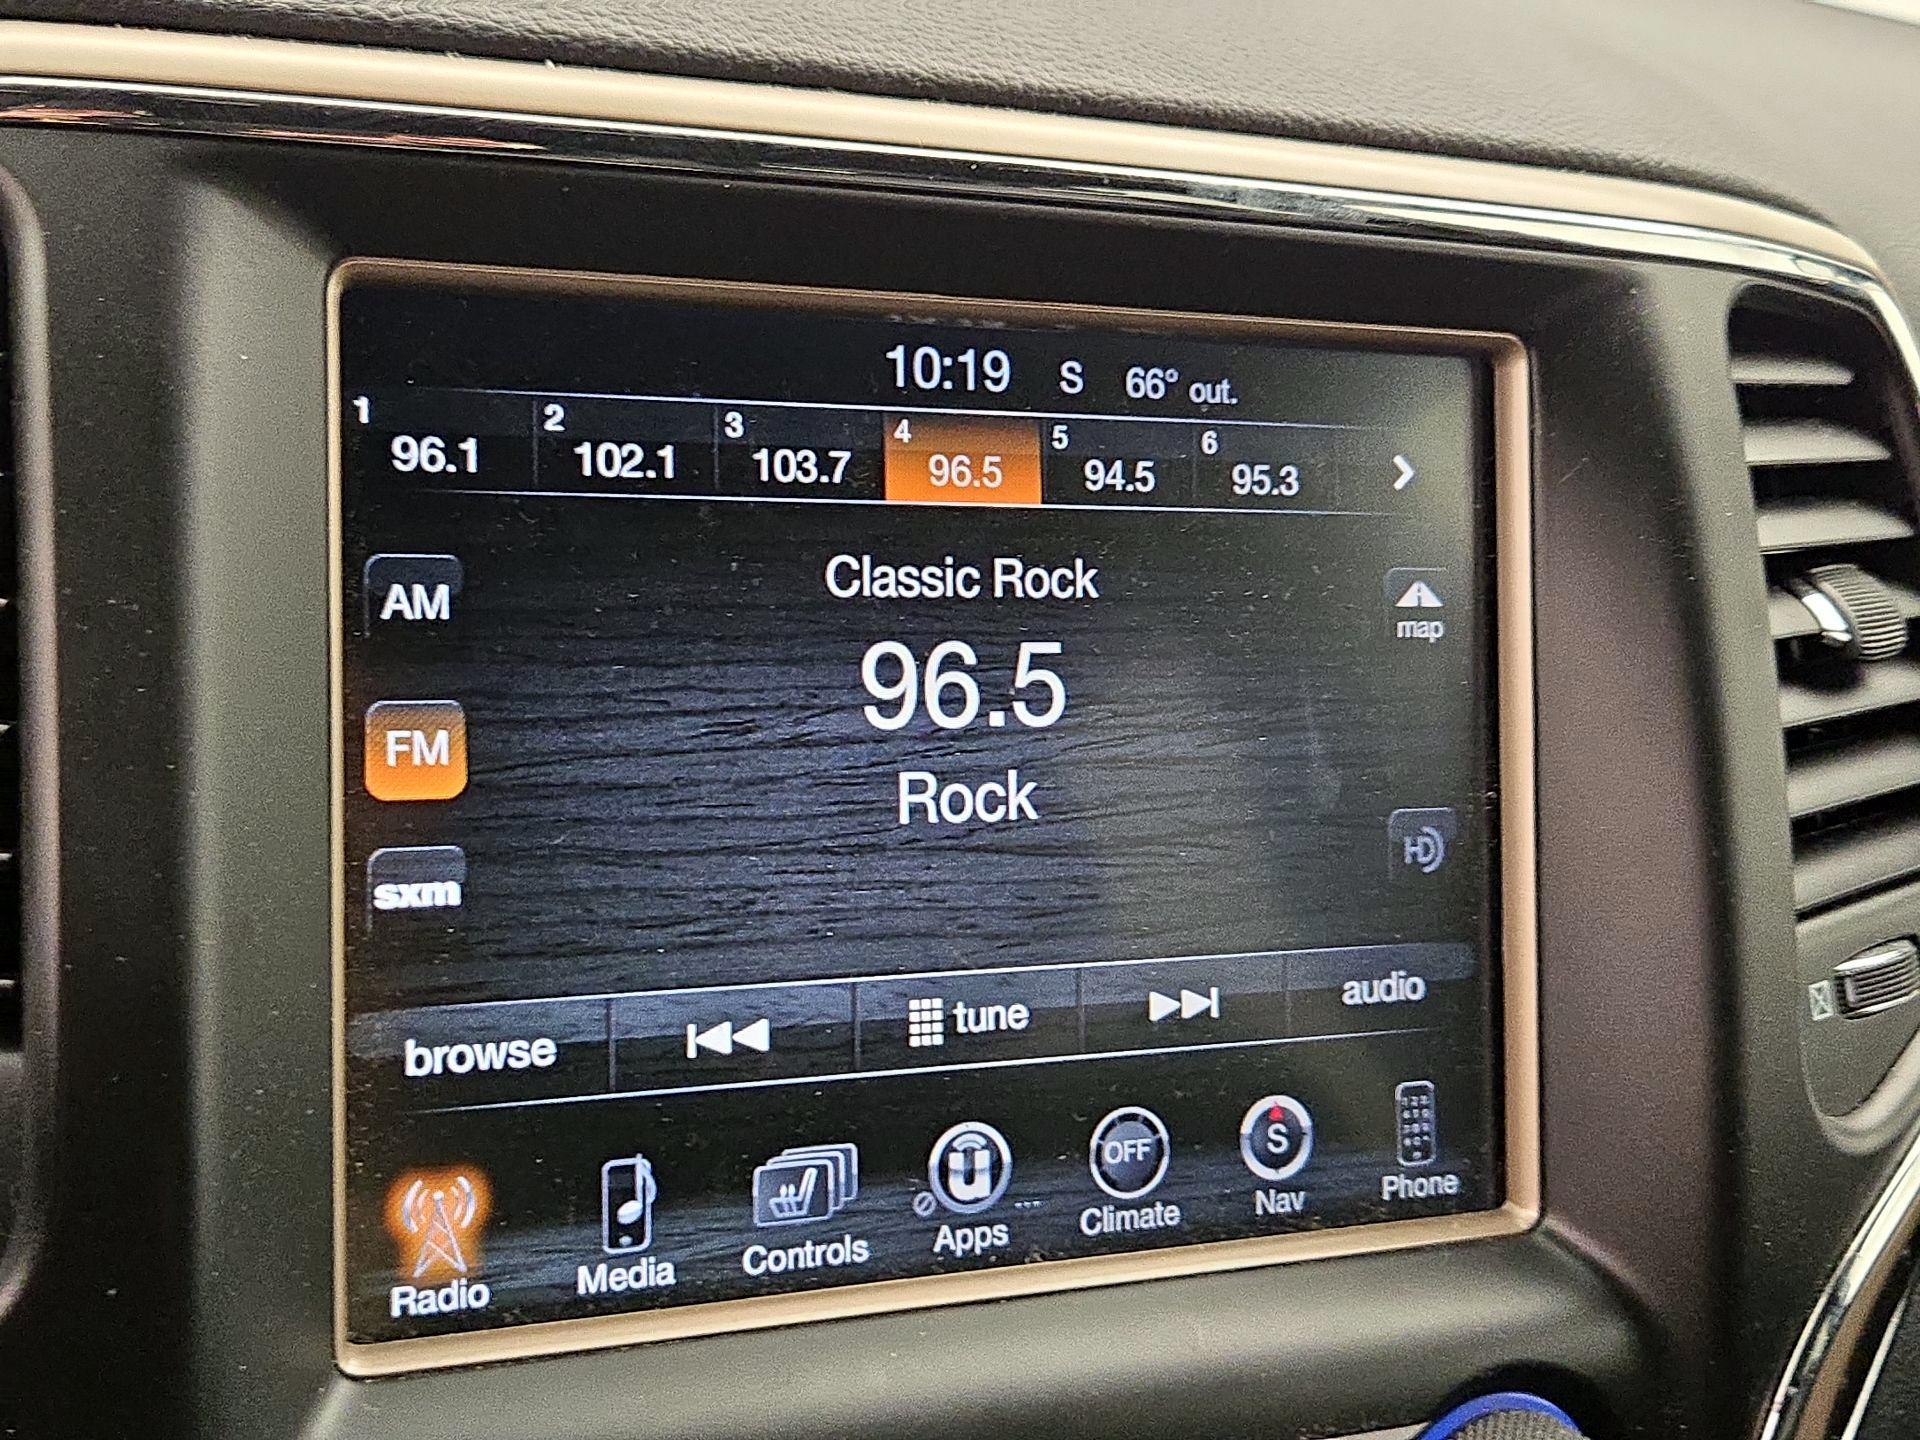 10:19 S 66° out.
1 96.1 2 102.1 3 103.7 4 96.5 5 94.5 6 95.3
Classic Rock
AM
map
96.5
FM
Rock
HD
sxm
browse tune audio
OFF S
Radio Media Controls Apps Climate Nav Phone